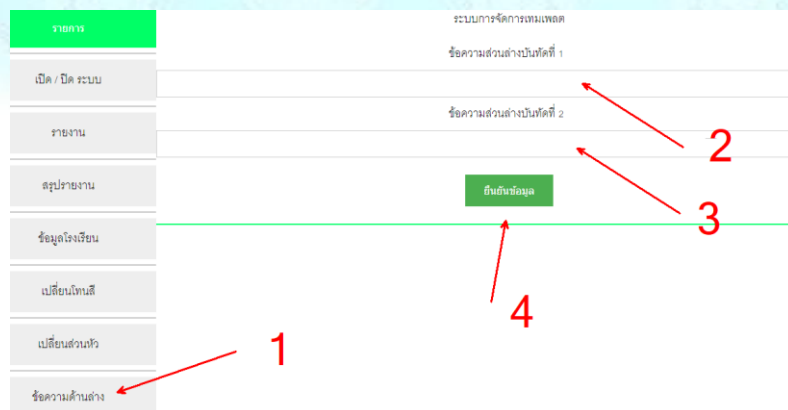 รายการ
เปิด / ปิด ระบบ
รายงาน
สรุปรายงาน
ข้อมูลโรงเรียน
เปลี่ยนโทนสี
เปลี่ยนส่วนหัว
ข้อความด้านล่าง
ระบบการจัดการเทมเพลต
ข้อความส่วนล่างบันทัดที่ 1
ข้อความส่วนล่างบันทัดที่ 2
ยืนยันข้อมูล
1
2
3
4